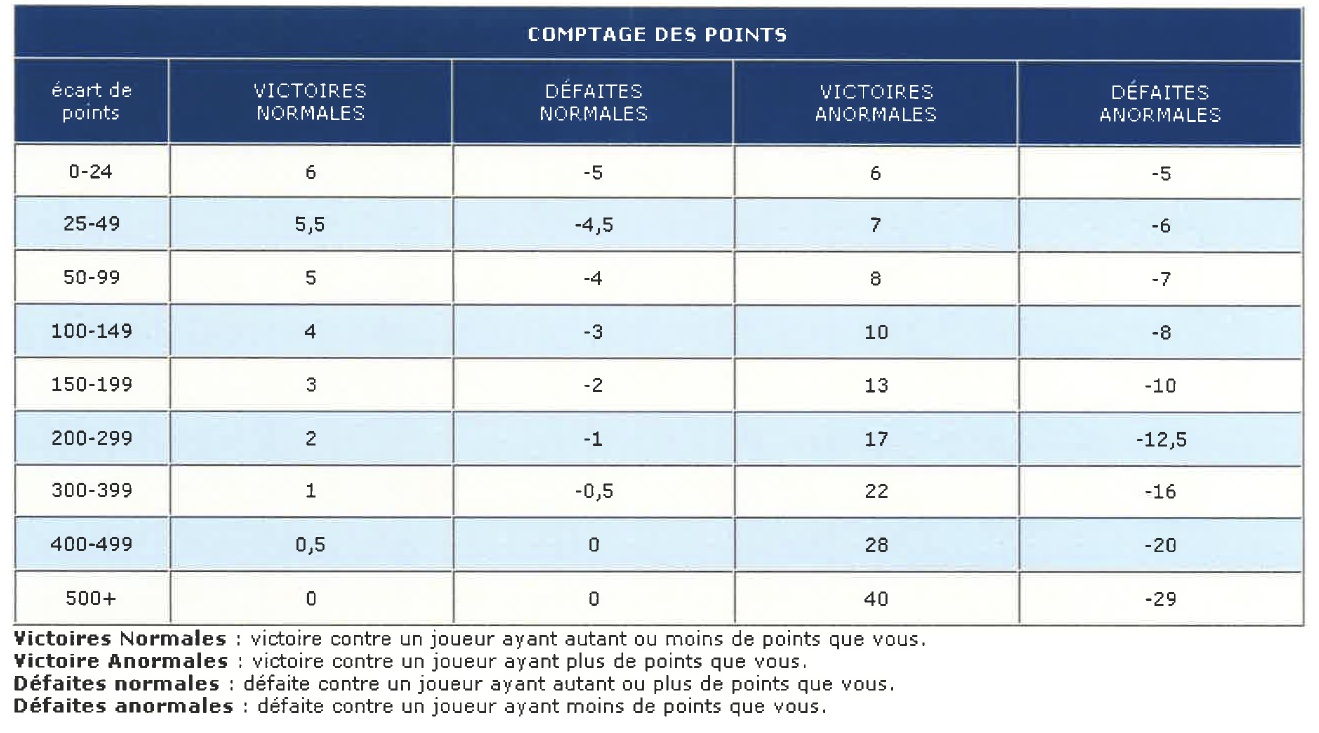 COMPTAGE DES POINTS
écart de points VICTOIRES NORMALES DÉFAITES NORMALES VICTOIRES ANORMALES DÉFAITES ANORMALES
0-24 6 -5 6 -5
25-49 5,5 -4,5 7 -6
50-99 5 -4 8 -7
100-149 4 -3 10 -8
150-199 3 -2 13 -10
200-299 2 -1 17 -12,5
300-399 1 -0,5 22 -16
400-499 0,5 0 28 -20
500+ 0 0 40 -29
Victoires Normales : victoire contre un joueur ayant autant ou moins de points que vous.
Victoire Anormales : victoire contre un joueur ayant plus de points que vous.
Défaites normales : défaite contre un joueur ayant autant ou plus de points que vous.
Défaites anormales : défaite contre un joueur ayant moins de points que vous.